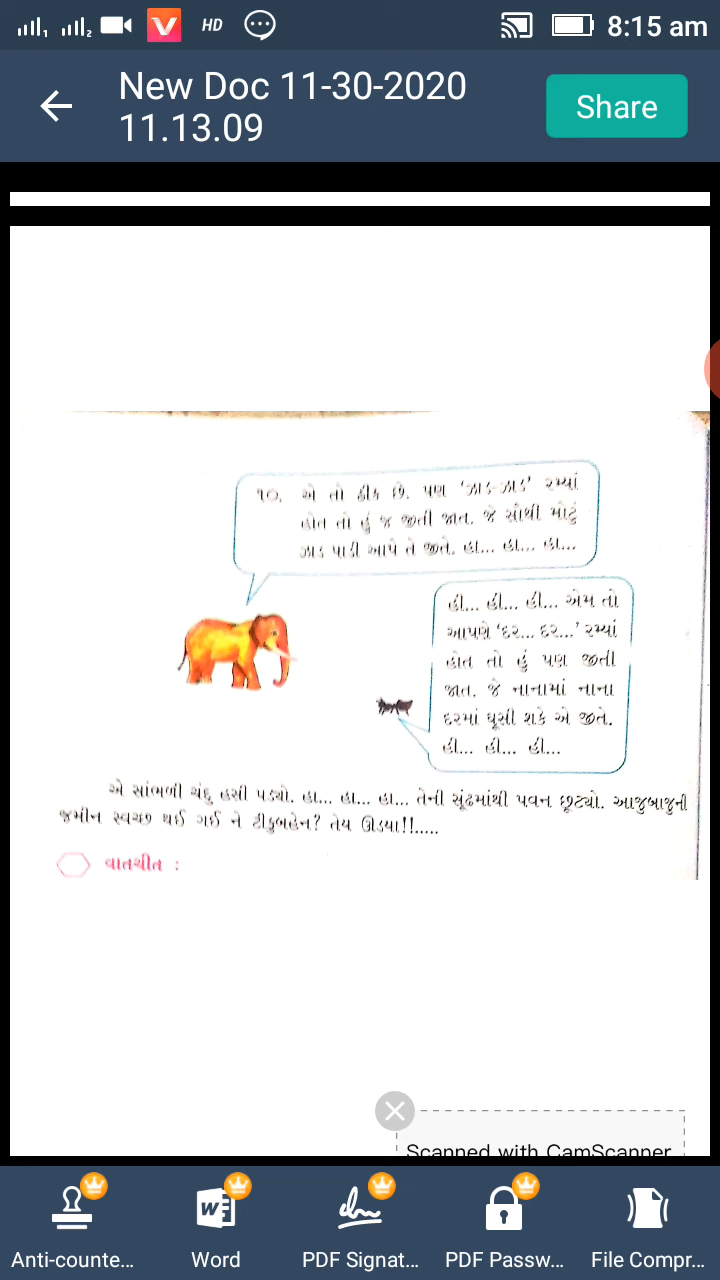 HD
8:15 am
New Doc 11-30-2020
11.13.09
Share
૧૦. એ તો ઠીક છે. પણ ‘ઝાડ-ઝાડ’ રમ્યાં
હોત તો હું જ જીતી જાત. જે સૌથી મોટું
ઝાડ પાડી આપે તે જીતે. હા... હા... હા...
હી... હી... હી... એમ તો
આપણે ‘દર... દર...’ રમ્યાં
હોત તો હું પણ જીતી
જાત. જે નાનામાં નાના
દરમાં ઘૂસી શકે એ જીતે.
હી... હી... હી...
એ સાંભળી ચંદુ હસી પડ્યો. હા... હા... હા... તેની સૂંઢમાંથી પવન છૂટ્યો. આજુબાજુની
જમીન સ્વચ્છ થઈ ગઈ ને ટીકુબહેન? તેય ઊડયા!!.....
વાતચીત :
Scanned with CamScanner
Anti-counte...
Word
PDF Signat...
PDF Passw...
File Compr...